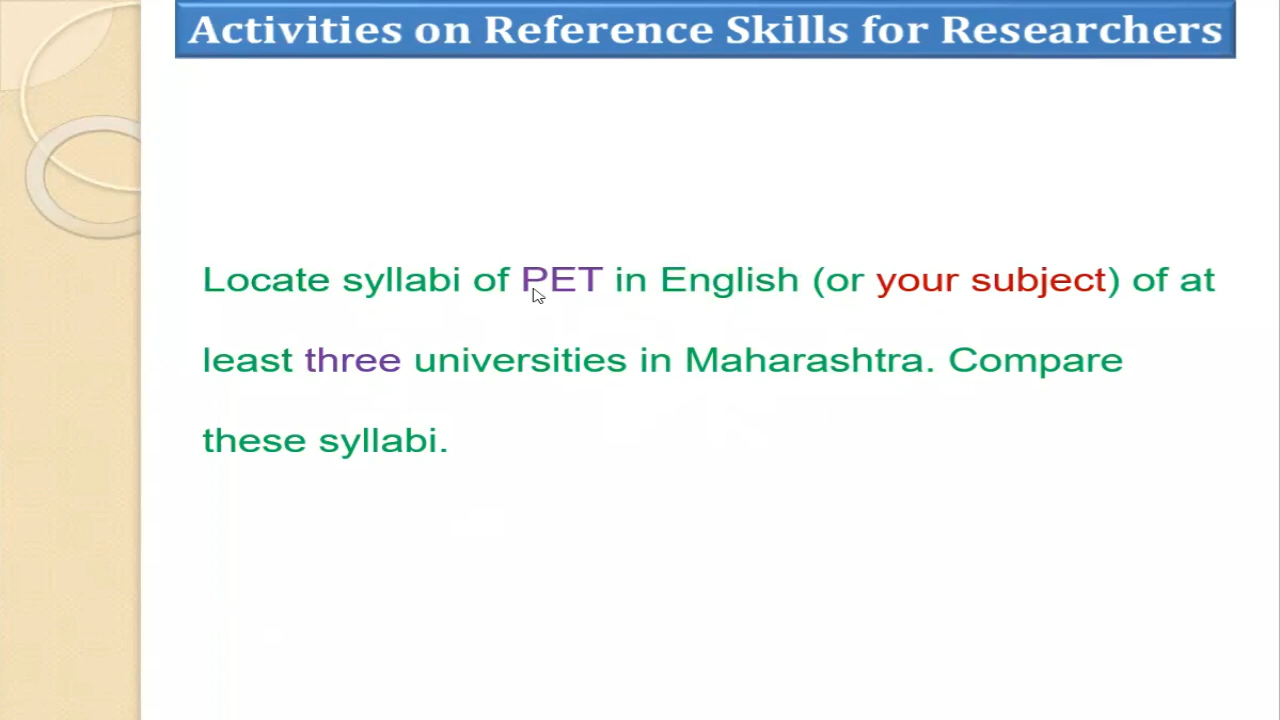 Activities on Reference Skills for Researchers
Locate syllabi of PET in English (or your subject) of at
least three universities in Maharashtra. Compare
these syllabi.